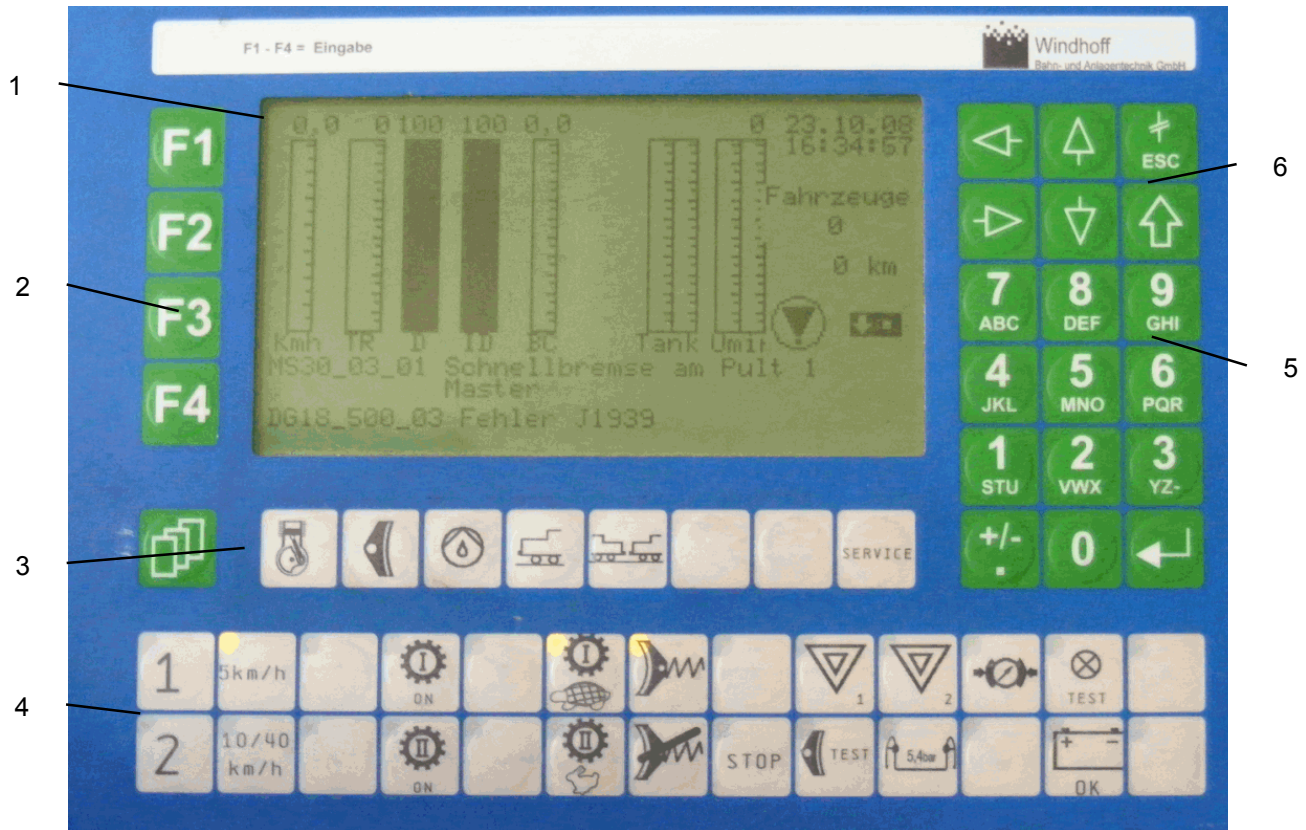 F1 - F4 = Eingabe
Windhoff
Bahn- und Anlagentechnik GmbH
1
0,0 0 100 100 0,0 0 23.10.08
16:34:57
F1
F2
F3
F4
Fahrzeuge
0
0 km
Kmh TR D ID BC Tank Umin
MS30_03_01 Schnellbremse am Pult 1
Master
DG18_500_03 Fehler J1939
ESC
6
7 8 9
ABC DEF GHI
2
5
4 5 6
JKL MNO PQR
1 2 3
STU VWX YZ-
3
SERVICE
+/- 0
.
4
1 5km/h I I 1 2
ON TEST
2 10/40 II II STOP TEST 5,4bar + -
km/h
ON OK